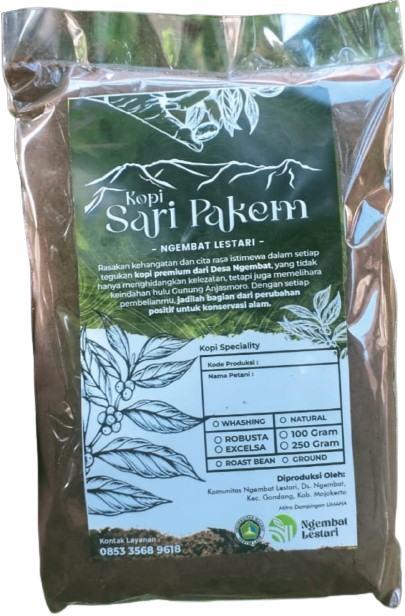 Kopi
Sari Pakem
- NGEMBAT LESTARI -
Rasakan kehangatan dan cita rasa istimewa dalam setiap
tegukan kopi premium dari Desa Ngembat, yang tidak
hanya menghidangkan kelezatan, tetapi juga memelihara
keindahan hulu Gunung Anjasmoro. Dengan setiap
pembelianmu, jadilah bagian dari perubahan
positif untuk konservasi alam.
Kopi Speciality
Kode Produksi :
Nama Petani :
WHASHING
NATURAL
ROBUSTA
EXCELSA
100 Gram
250 Gram
ROAST BEAN
GROUND
Diproduksi Oleh:
Komunitas Ngembat Lestari, Ds. Ngembat,
Kec. Gondang, Kab. Mojokerto
Mitra Dampingan UMAHA
Ngembat
Lestari
Kontak Layanan :
0853 3568 9618